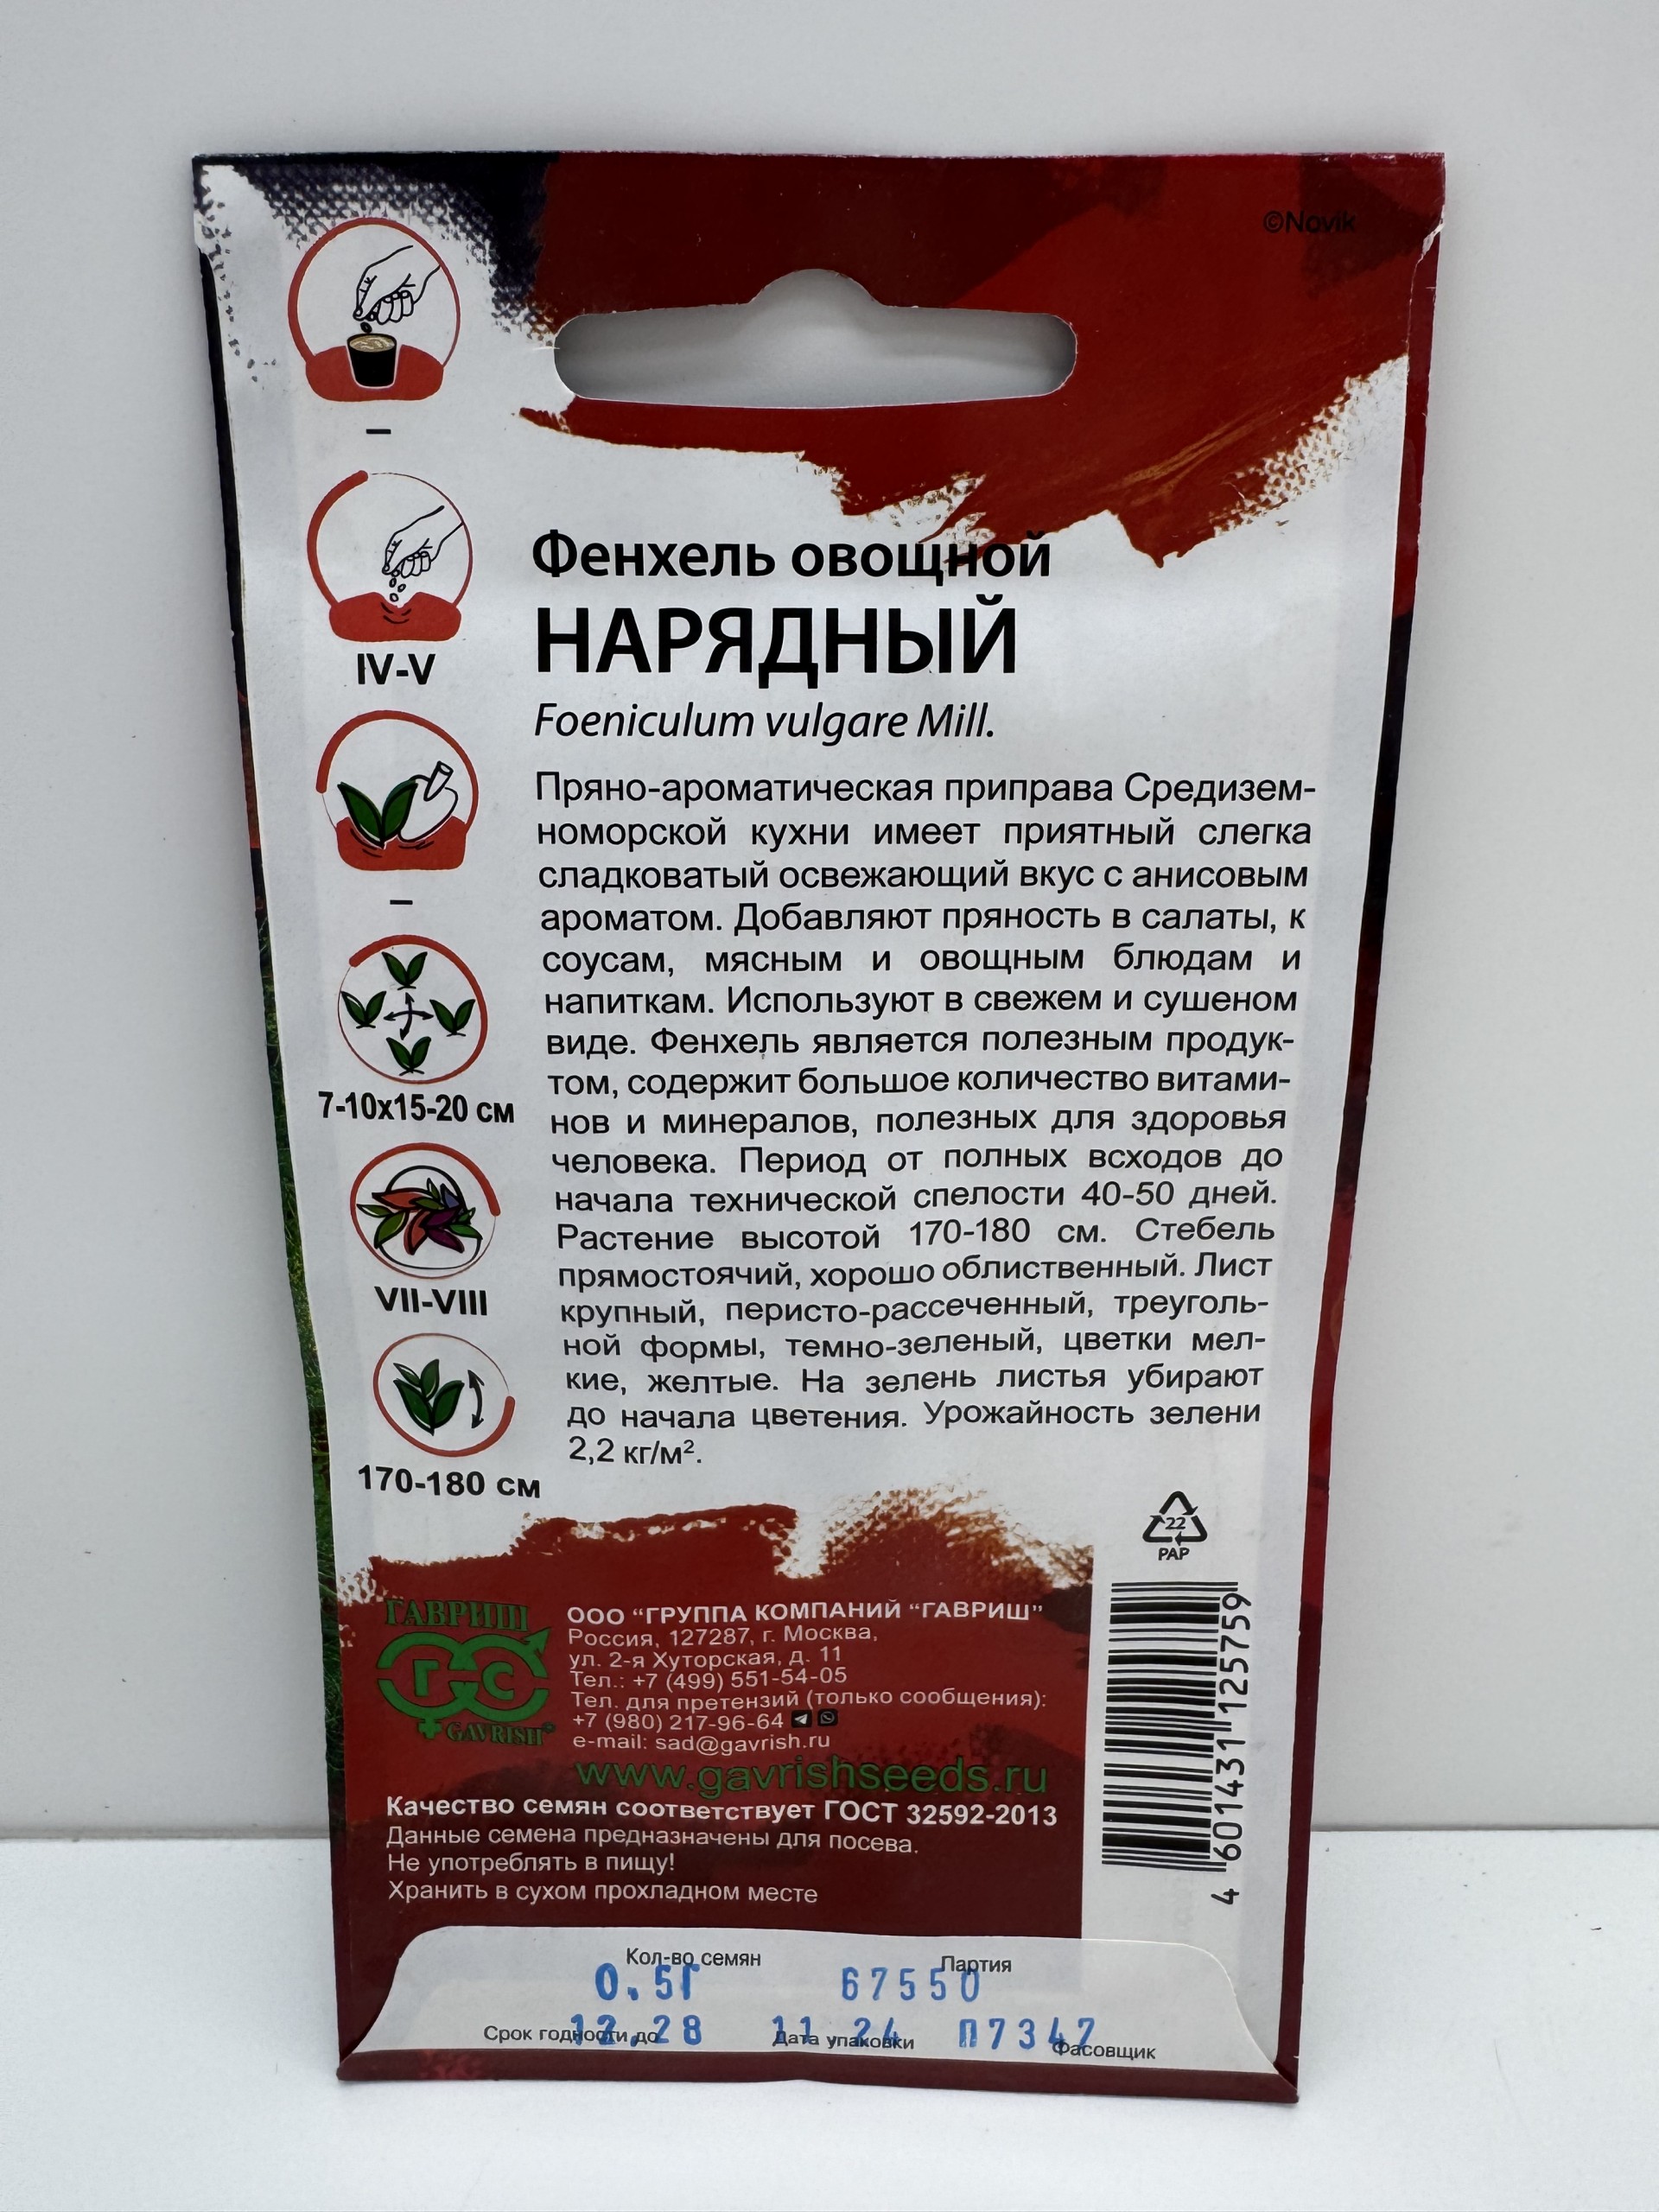 ©Novik
–
IV-V
–
7-10х15-20 см
VII-VIII
170-180 см
Фенхель овощной
НАРЯДНЫЙ
Foeniculum vulgare Mill.
Пряно-ароматическая приправа Средизем-
номорской кухни имеет приятный слегка
сладковатый освежающий вкус с анисовым
ароматом. Добавляют пряность в салаты, к
соусам, мясным и овощным блюдам и
напиткам. Используют в свежем и сушеном
виде. Фенхель является полезным продук-
том, содержит большое количество витами-
нов и минералов, полезных для здоровья
человека. Период от полных всходов до
начала технической спелости 40-50 дней.
Растение высотой 170-180 см. Стебель
прямостоячий, хорошо облиственный. Лист
крупный, перисто-рассеченный, треуголь-
ной формы, темно-зеленый, цветки мел-
кие, желтые. На зелень листья убирают
до начала цветения. Урожайность зелени
2,2 кг/м².
22
PAP
ГАВРИШ
Г С
GAVRISH®
ООО “ГРУППА КОМПАНИЙ “ГАВРИШ”
Россия, 127287, г. Москва,
ул. 2-я Хуторская, д. 11
Тел.: +7 (499) 551-54-05
Тел. для претензий (только сообщения):
+7 (980) 217-96-64
e-mail: sad@gavrish.ru
www.gavrishseeds.ru
Качество семян соответствует ГОСТ 32592-2013
Данные семена предназначены для посева.
Не употреблять в пищу!
Хранить в сухом прохладном месте
4 601431 125759
Кол-во семян Партия
0.5Г 67550
12.28 11.24 П7347
Срок годности до Дата упаковки Фасовщик